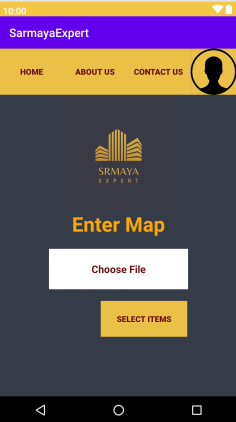 10:00
SarmayaExpert
HOME ABOUT US CONTACT US
SRMAYA
EXPERT
Enter Map
Choose File
SELECT ITEMS